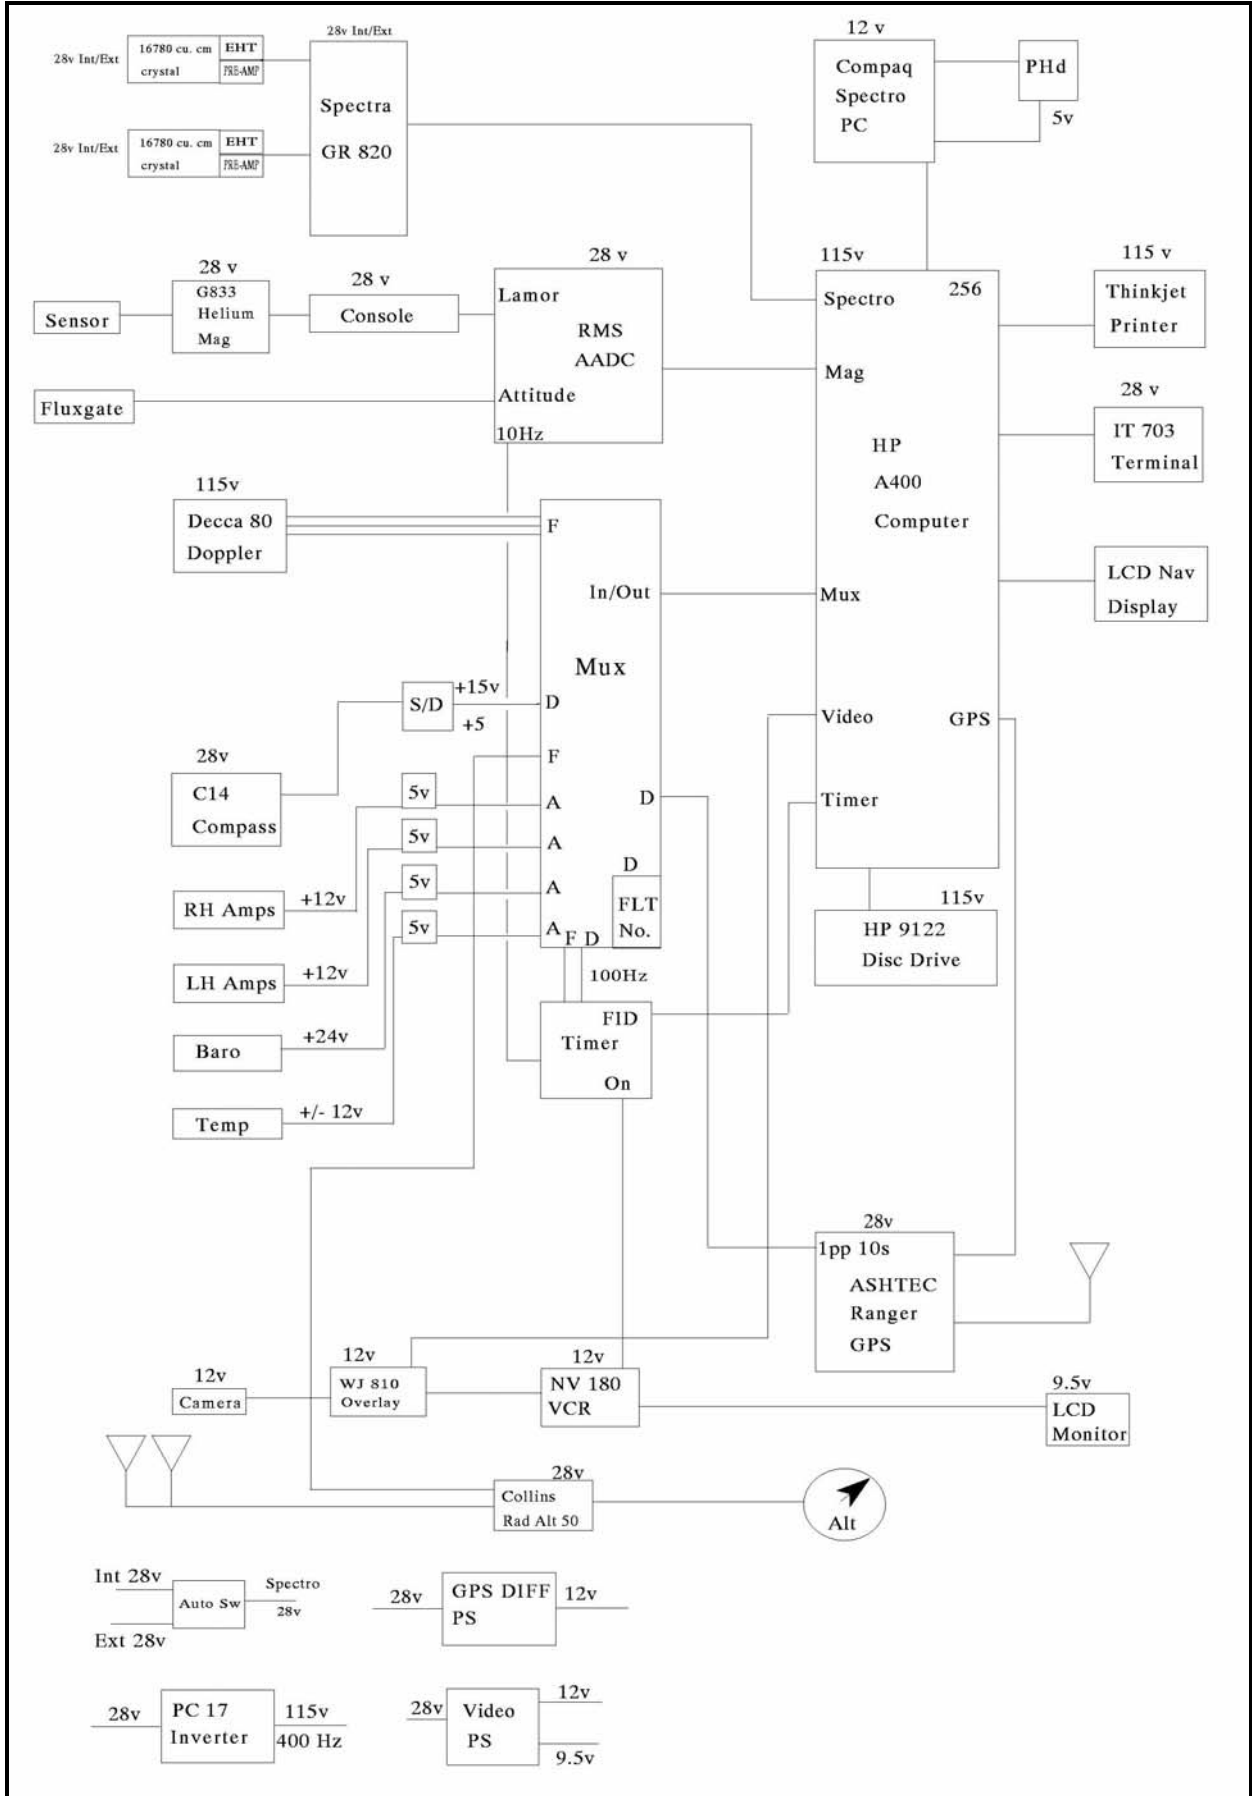 28v Int/Ext
16780 cu. cm
crystal
EHT
PRE-AMP
28v Int/Ext
16780 cu. cm
crystal
EHT
PRE-AMP
28v Int/Ext
Spectra
GR 820
12 v
Compaq
Spectro
PC
PHd
5v
Sensor
28 v
G833
Helium
Mag
28 v
Console
28 v
Lamor
RMS
AADC
Attitude
10Hz
Fluxgate
115v
Spectro
256
Mag
HP
A400
Computer
Mux
Video
GPS
Timer
115 v
Thinkjet
Printer
28 v
IT 703
Terminal
LCD Nav
Display
115v
Decca 80
Doppler
F
In/Out
Mux
S/D
+15v
+5
D
F
28v
C14
Compass
5v
A
D
5v
A
D
5v
A
FLT
No.
5v
A
F D
RH Amps
+12v
LH Amps
+12v
Baro
+24v
Temp
+/- 12v
100Hz
FID
Timer
On
115v
HP 9122
Disc Drive
28v
1pp 10s
ASHTEC
Ranger
GPS
12v
Camera
12v
WJ 810
Overlay
12v
NV 180
VCR
9.5v
LCD
Monitor
28v
Collins
Rad Alt 50
Alt
Int 28v
Ext 28v
Auto Sw
Spectro
28v
28v
GPS DIFF
PS
12v
28v
PC 17
Inverter
115v
400 Hz
28v
Video
PS
12v
9.5v